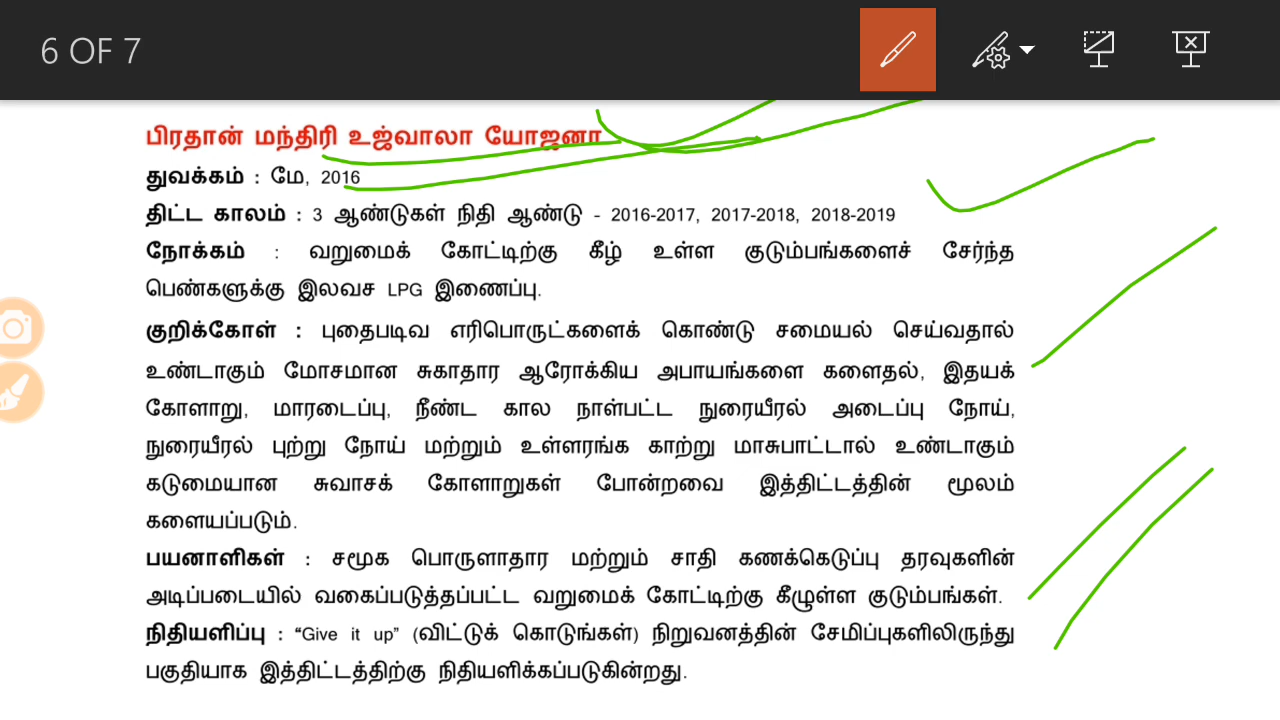 6 OF 7
பிரதான் மந்திரி உஜ்வாலா யோஜனா
துவக்கம் : மே, 2016
திட்ட காலம் : 3 ஆண்டுகள் நிதி ஆண்டு - 2016-2017, 2017-2018, 2018-2019
நோக்கம் : வறுமைக் கோட்டிற்கு கீழ் உள்ள குடும்பங்களைச் சேர்ந்த
பெண்களுக்கு இலவச LPG இணைப்பு.
குறிக்கோள் : புதைபடிவ எரிபொருட்களைக் கொண்டு சமையல் செய்வதால்
உண்டாகும் மோசமான சுகாதார ஆரோக்கிய அபாயங்களை களைதல், இதயக்
கோளாறு, மாரடைப்பு, நீண்ட கால நாள்பட்ட நுரையீரல் அடைப்பு நோய்,
நுரையீரல் புற்று நோய் மற்றும் உள்ளரங்க காற்று மாசுபாட்டால் உண்டாகும்
கடுமையான சுவாசக் கோளாறுகள் போன்றவை இத்திட்டத்தின் மூலம்
களையப்படும்.
பயனாளிகள் : சமூக பொருளாதார மற்றும் சாதி கணக்கெடுப்பு தரவுகளின்
அடிப்படையில் வகைப்படுத்தப்பட்ட வறுமைக் கோட்டிற்கு கீழுள்ள குடும்பங்கள்.
நிதியளிப்பு : “Give it up” (விட்டுக் கொடுங்கள்) நிறுவனத்தின் சேமிப்புகளிலிருந்து
பகுதியாக இத்திட்டத்திற்கு நிதியளிக்கப்படுகின்றது.